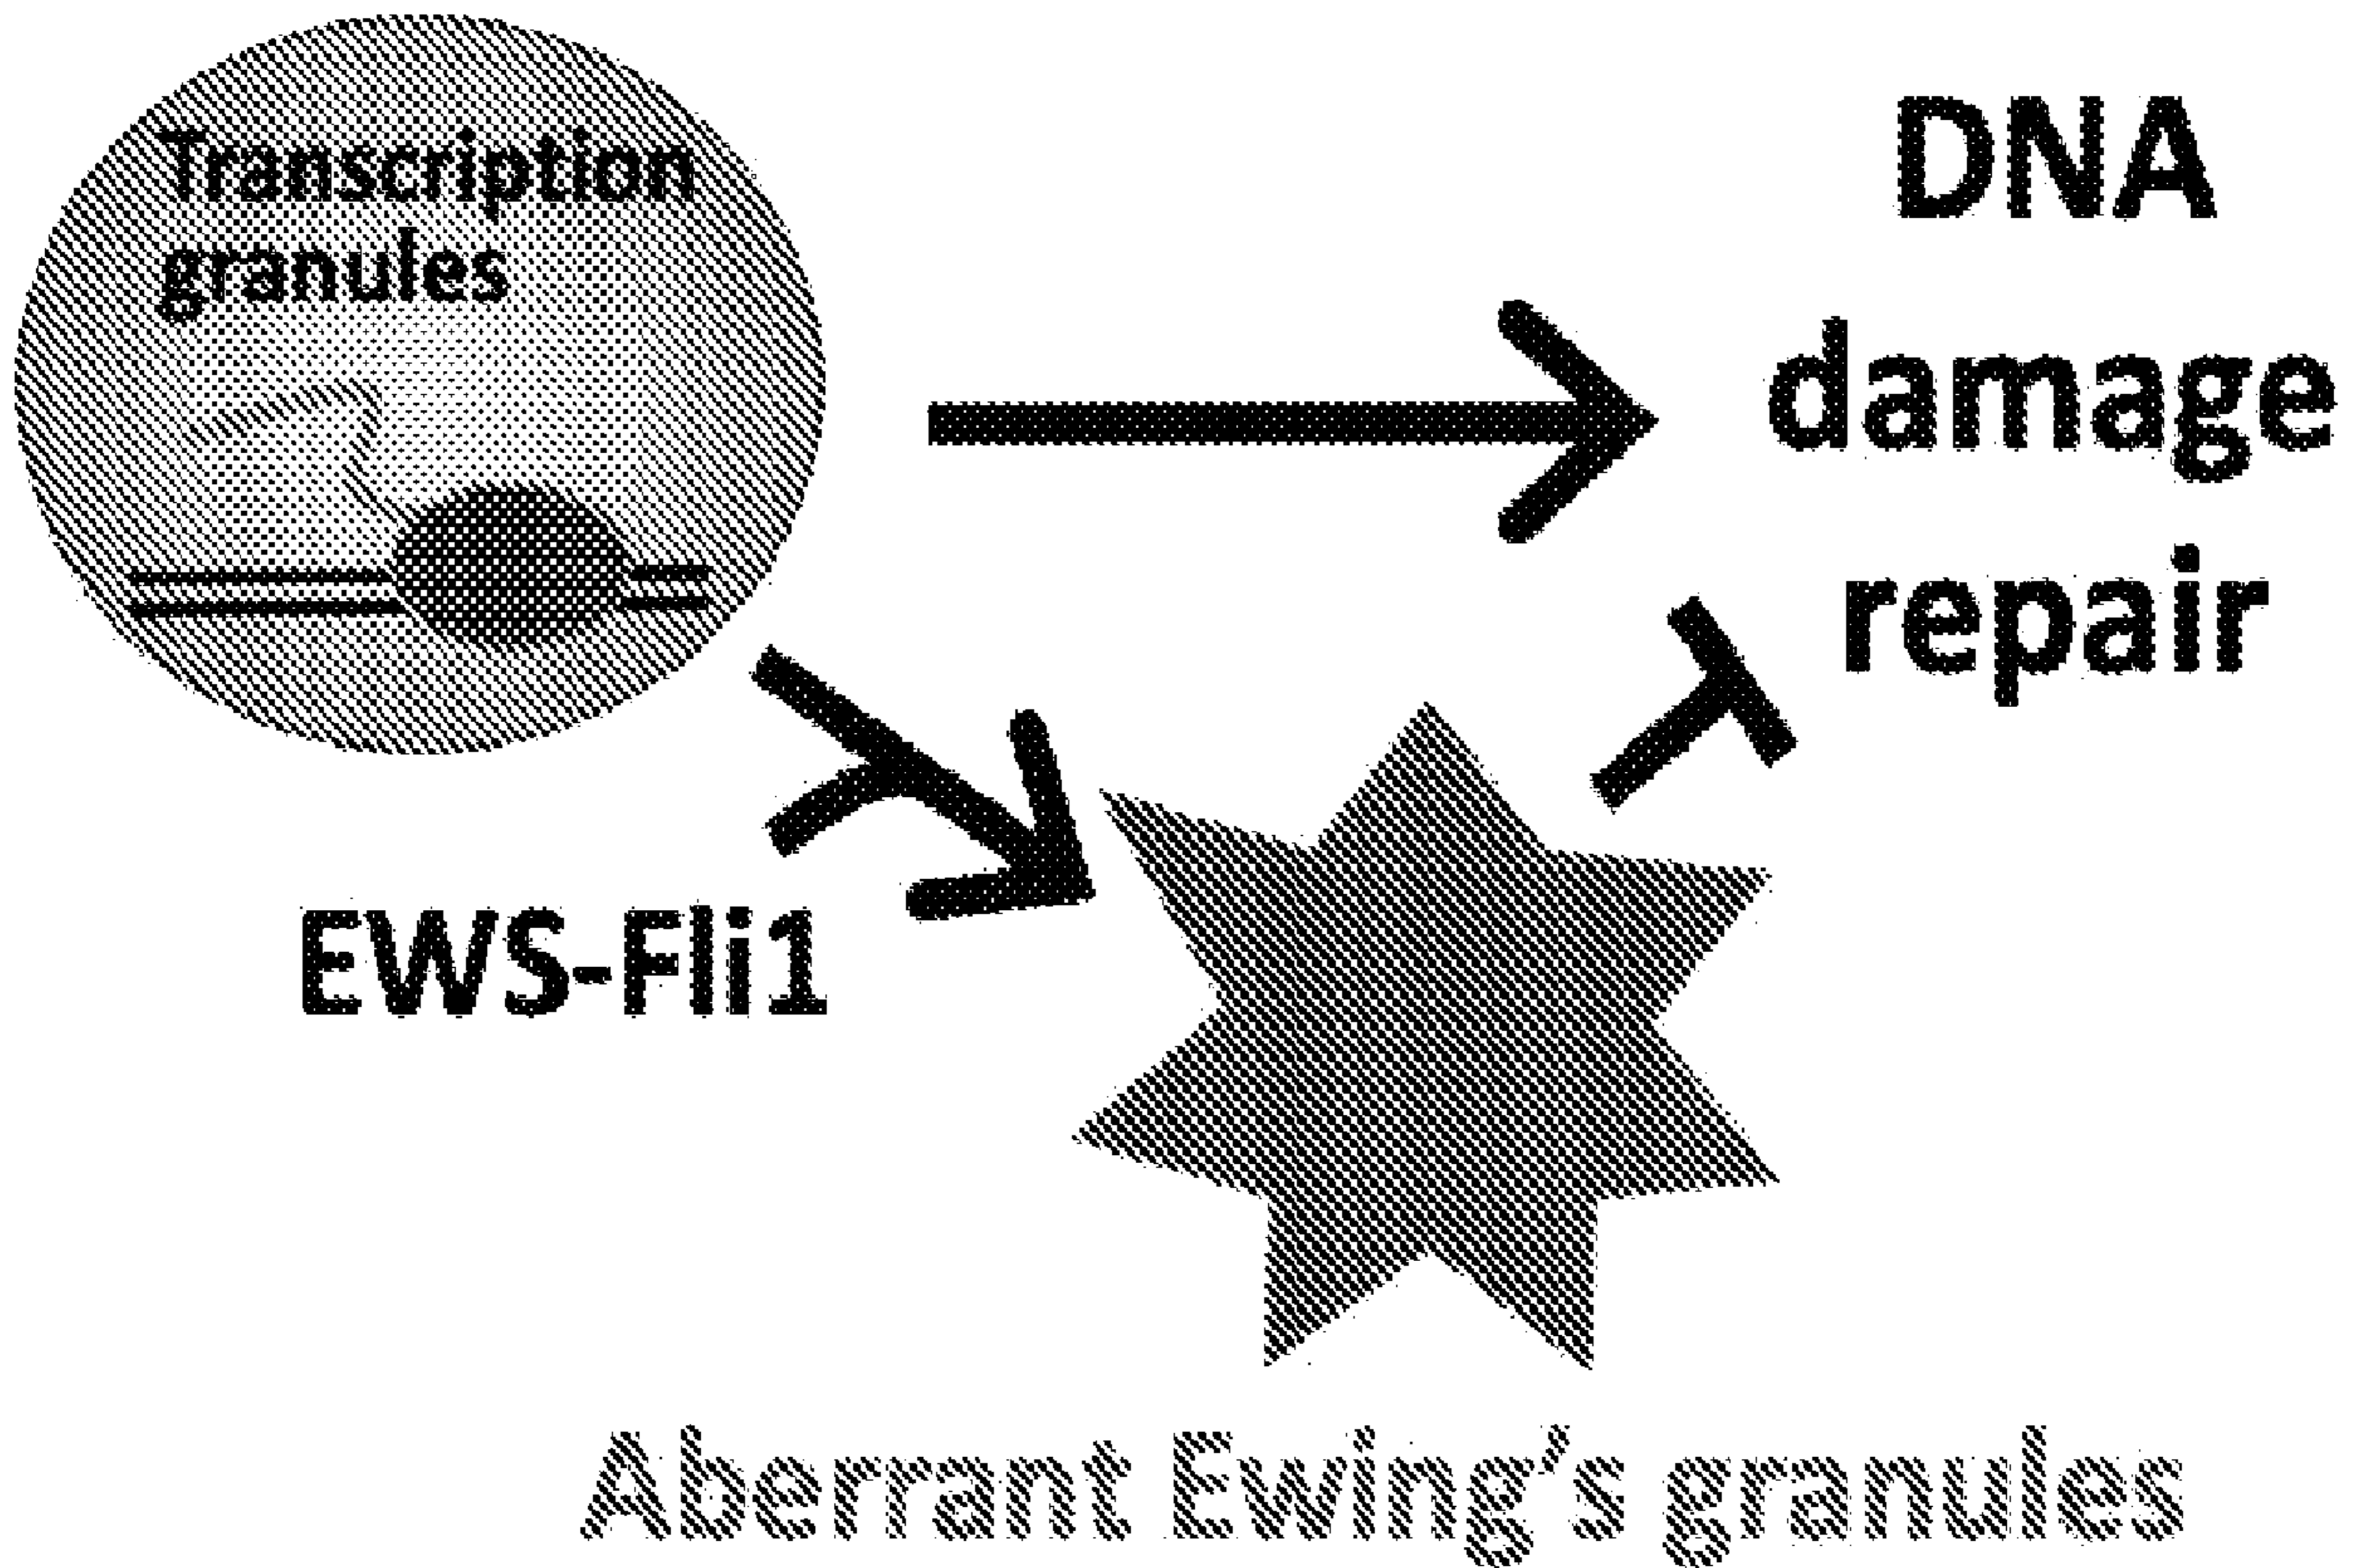 Transcription
granules
DNA
damage
repair
EWS-Fli1
Aberrant Ewing's granules